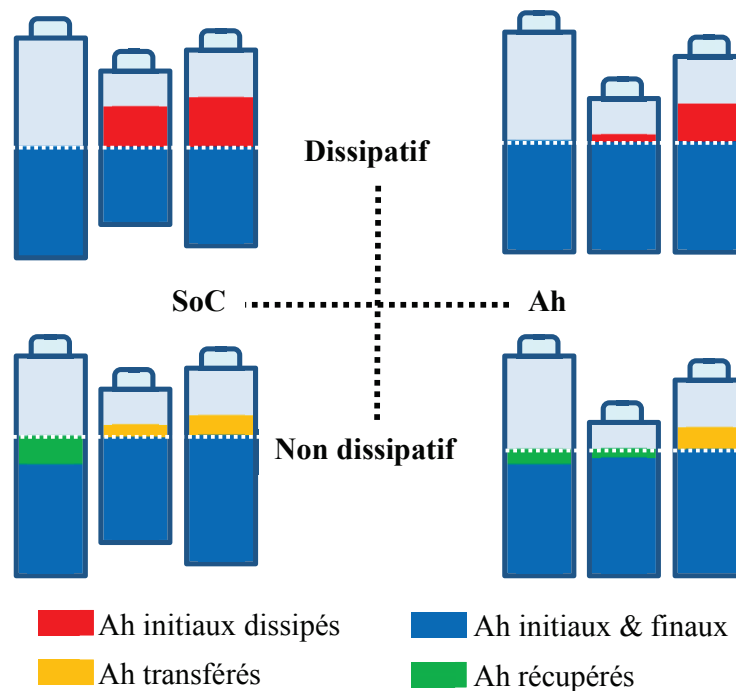 Dissipatif
SoC
Ah
Non dissipatif
Ah initiaux dissipés
Ah initiaux & finaux
Ah transférés
Ah récupérés